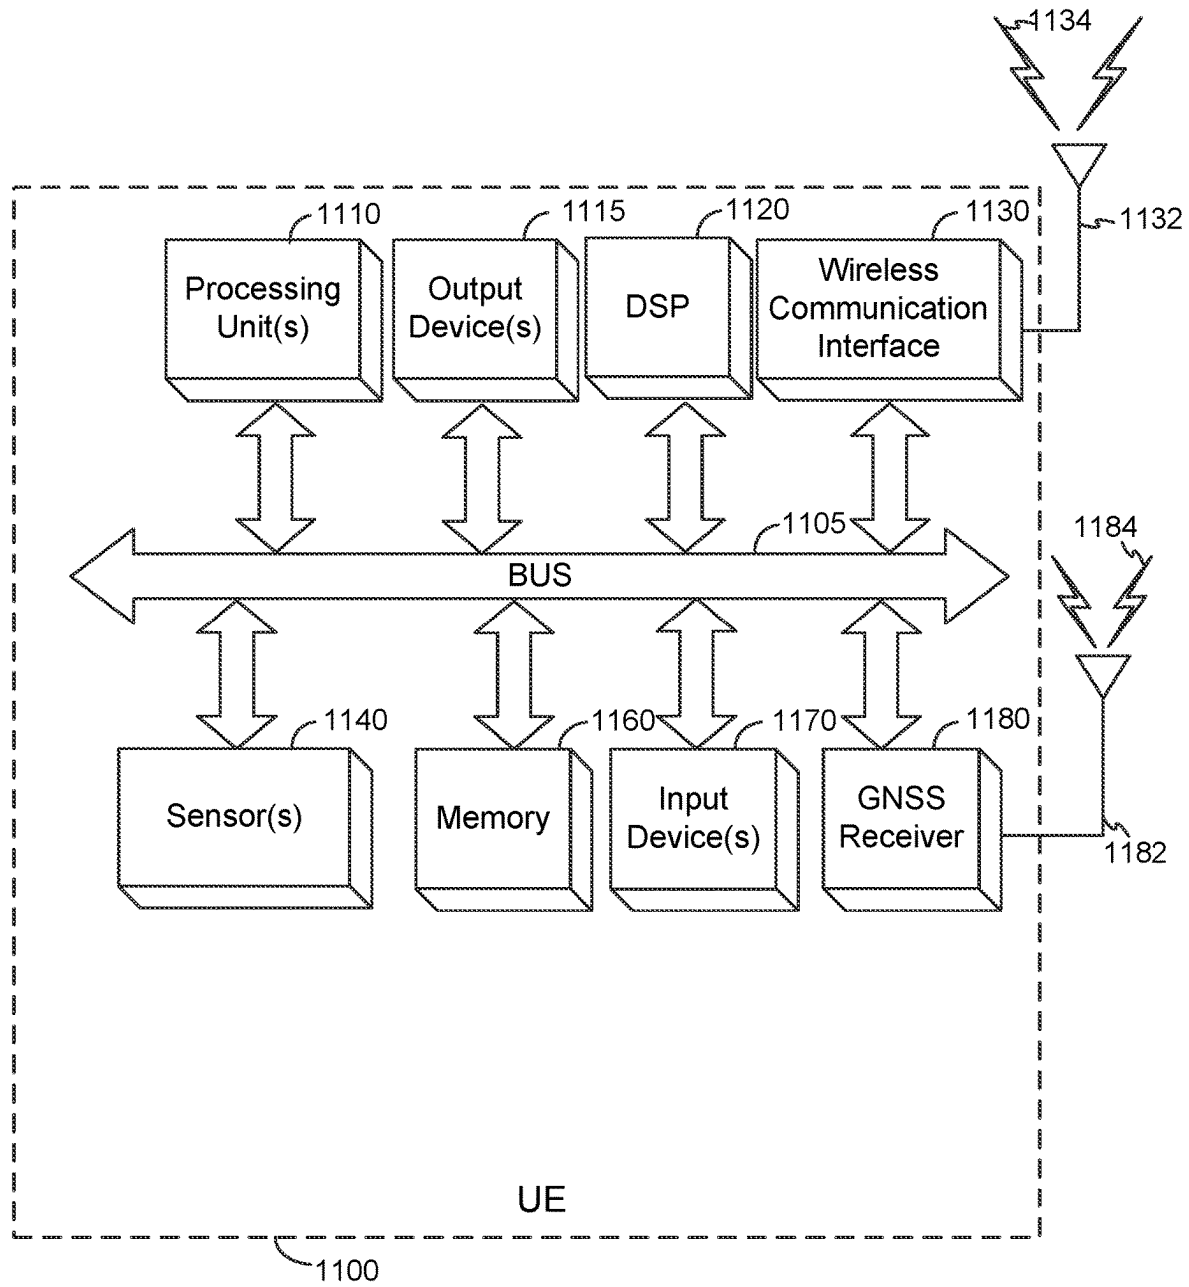 1134
1132
1110
1115
1120
1130
Processing
Unit(s)
Output
Device(s)
DSP
Wireless
Communication
Interface
1105
BUS
1184
1140
1160
1170
1180
Sensor(s)
Memory
Input
Device(s)
GNSS
Receiver
1182
UE
1100